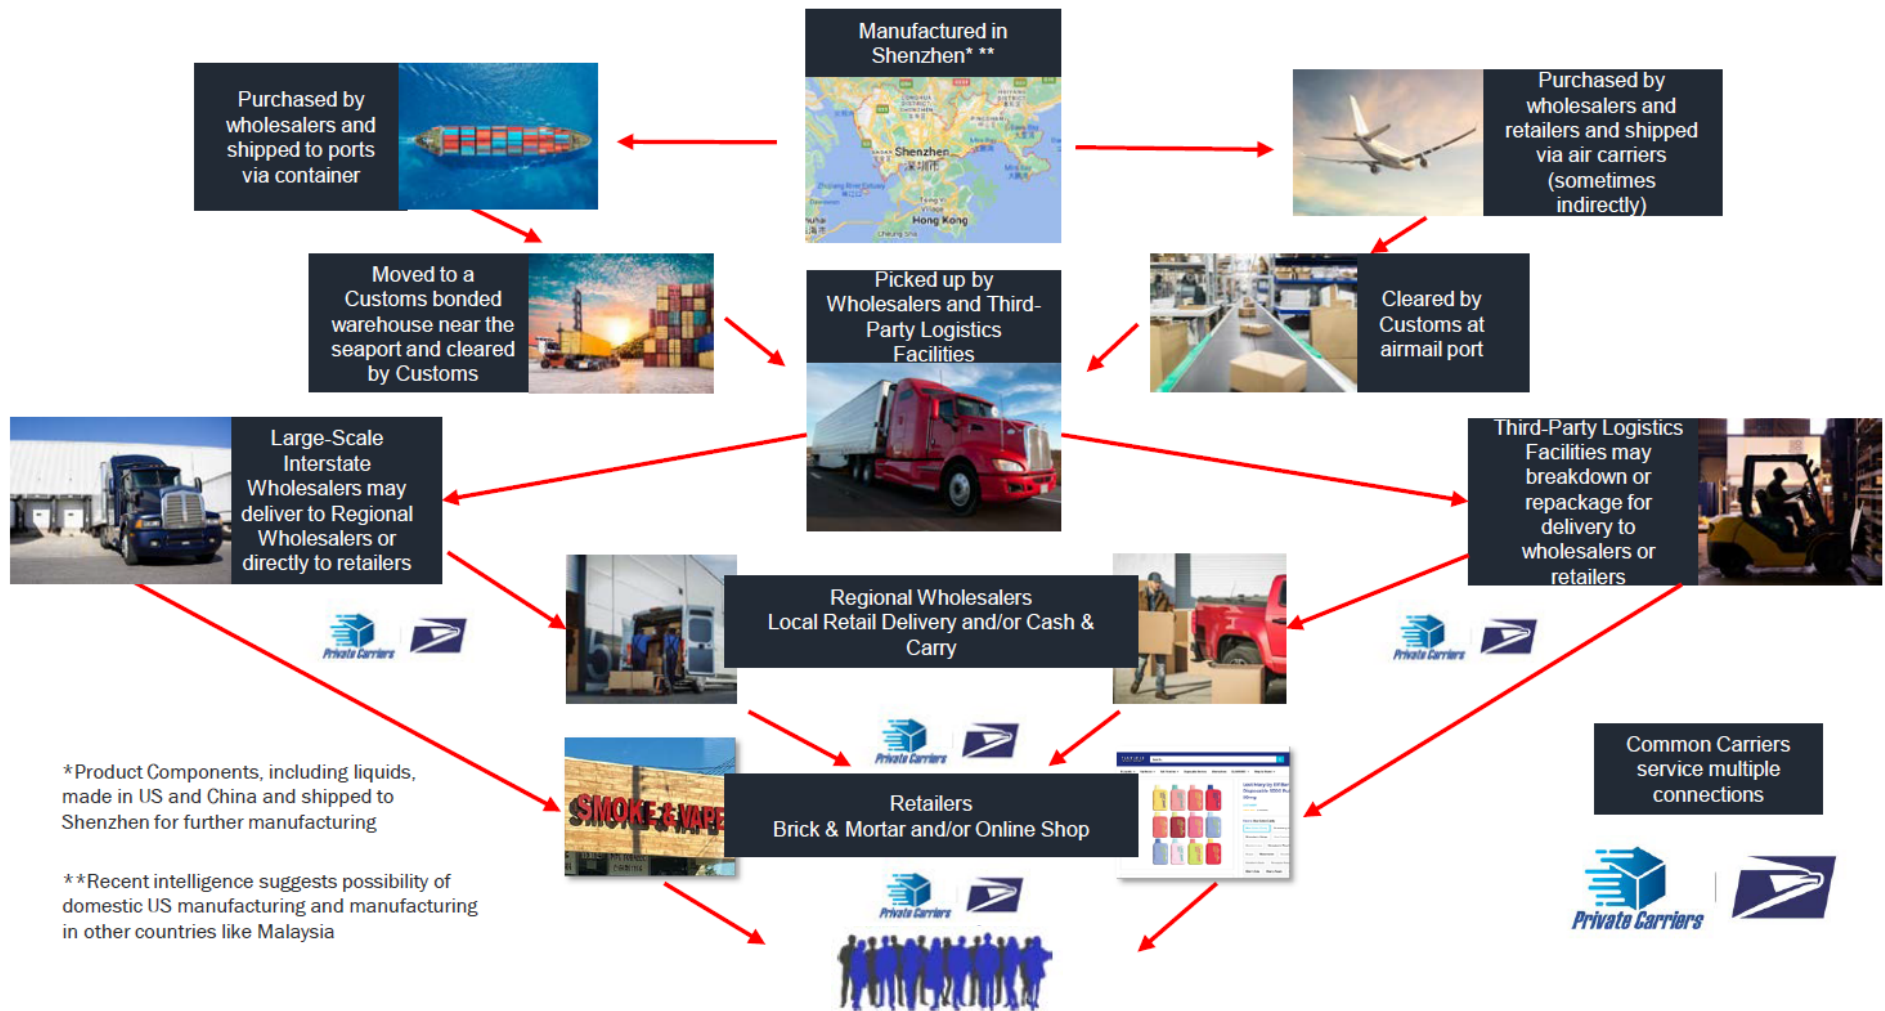 Manufactured in
Shenzhen* **
Purchased by
wholesalers and
shipped to ports
via container
Shenzhen
深圳市
Hong Kong
Purchased by
wholesalers and
retailers and shipped
via air carriers
(sometimes
indirectly)
Moved to a
Customs bonded
warehouse near the
seaport and cleared
by Customs
Picked up by
Wholesalers and Third-
Party Logistics
Facilities
Cleared by
Customs at
airmail port
Large-Scale
Interstate
Wholesalers may
deliver to Regional
Wholesalers or
directly to retailers
Third-Party Logistics
Facilities may
breakdown or
repackage for
delivery to
wholesalers or
retailers
Private Carriers
Regional Wholesalers
Local Retail Delivery and/or Cash &
Carry
Private Carriers
Private Carriers
SMOKE & VAPE
Retailers
Brick & Mortar and/or Online Shop
Common Carriers
service multiple
connections
*Product Components, including liquids,
made in US and China and shipped to
Shenzhen for further manufacturing
**Recent intelligence suggests possibility of
domestic US manufacturing and manufacturing
in other countries like Malaysia
Private Carriers
Private Carriers